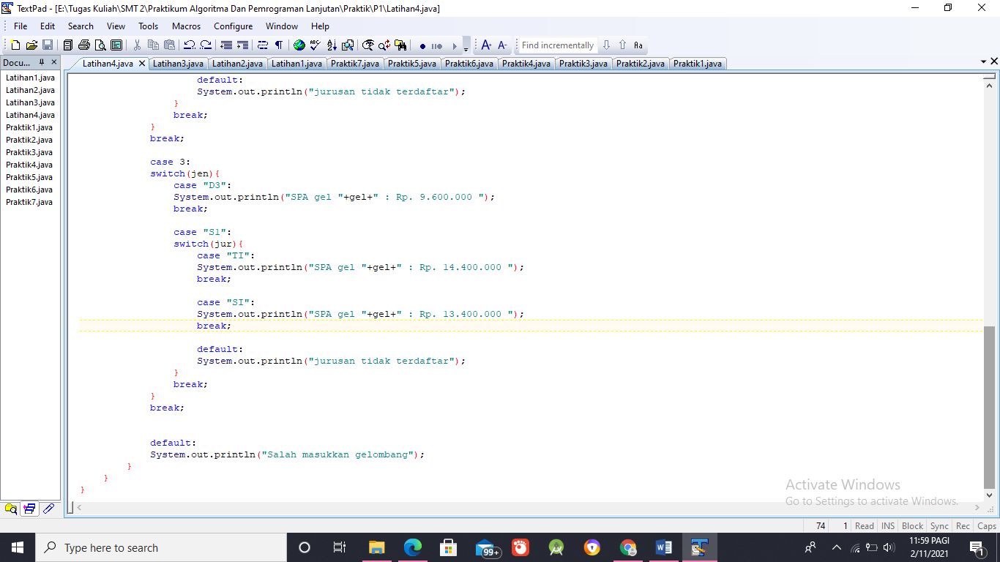 TextPad - [E:\Tugas Kuliah\SMT 2\Praktikum Algoritma Dan Pemrograman Lanjutan\Praktik\P1\Latihan4.java]
File Edit Search View Tools Macros Configure Window Help
Find incrementally
Docu...
Latihan4.java Latihan3.java Latihan2.java Latihan1.java Praktik7.java Praktik5.java Praktik6.java Praktik4.java Praktik3.java Praktik2.java Praktik1.java
Latihan1.java
Latihan2.java
Latihan3.java
Latihan4.java
Praktik1.java
Praktik2.java
Praktik3.java
Praktik4.java
Praktik5.java
Praktik6.java
Praktik7.java
default:
System.out.println("jurusan tidak terdaftar");
}
break;
}
break;
case 3:
switch(jen){
case "D3":
System.out.println("SPA gel "+gel+" : Rp. 9.600.000 ");
break;
case "S1":
switch(jur){
case "TI":
System.out.println("SPA gel "+gel+" : Rp. 14.400.000 ");
break;
case "SI":
System.out.println("SPA gel "+gel+" : Rp. 13.400.000 ");
break;
default:
System.out.println("jurusan tidak terdaftar");
}
break;
}
break;
default:
System.out.println("Salah masukkan gelombang");
}
}
}
Activate Windows
Go to Settings to activate Windows.
74 1 Read INS Block Sync Rec Caps
Type here to search
99+
11:59 PAGI
2/11/2021
1